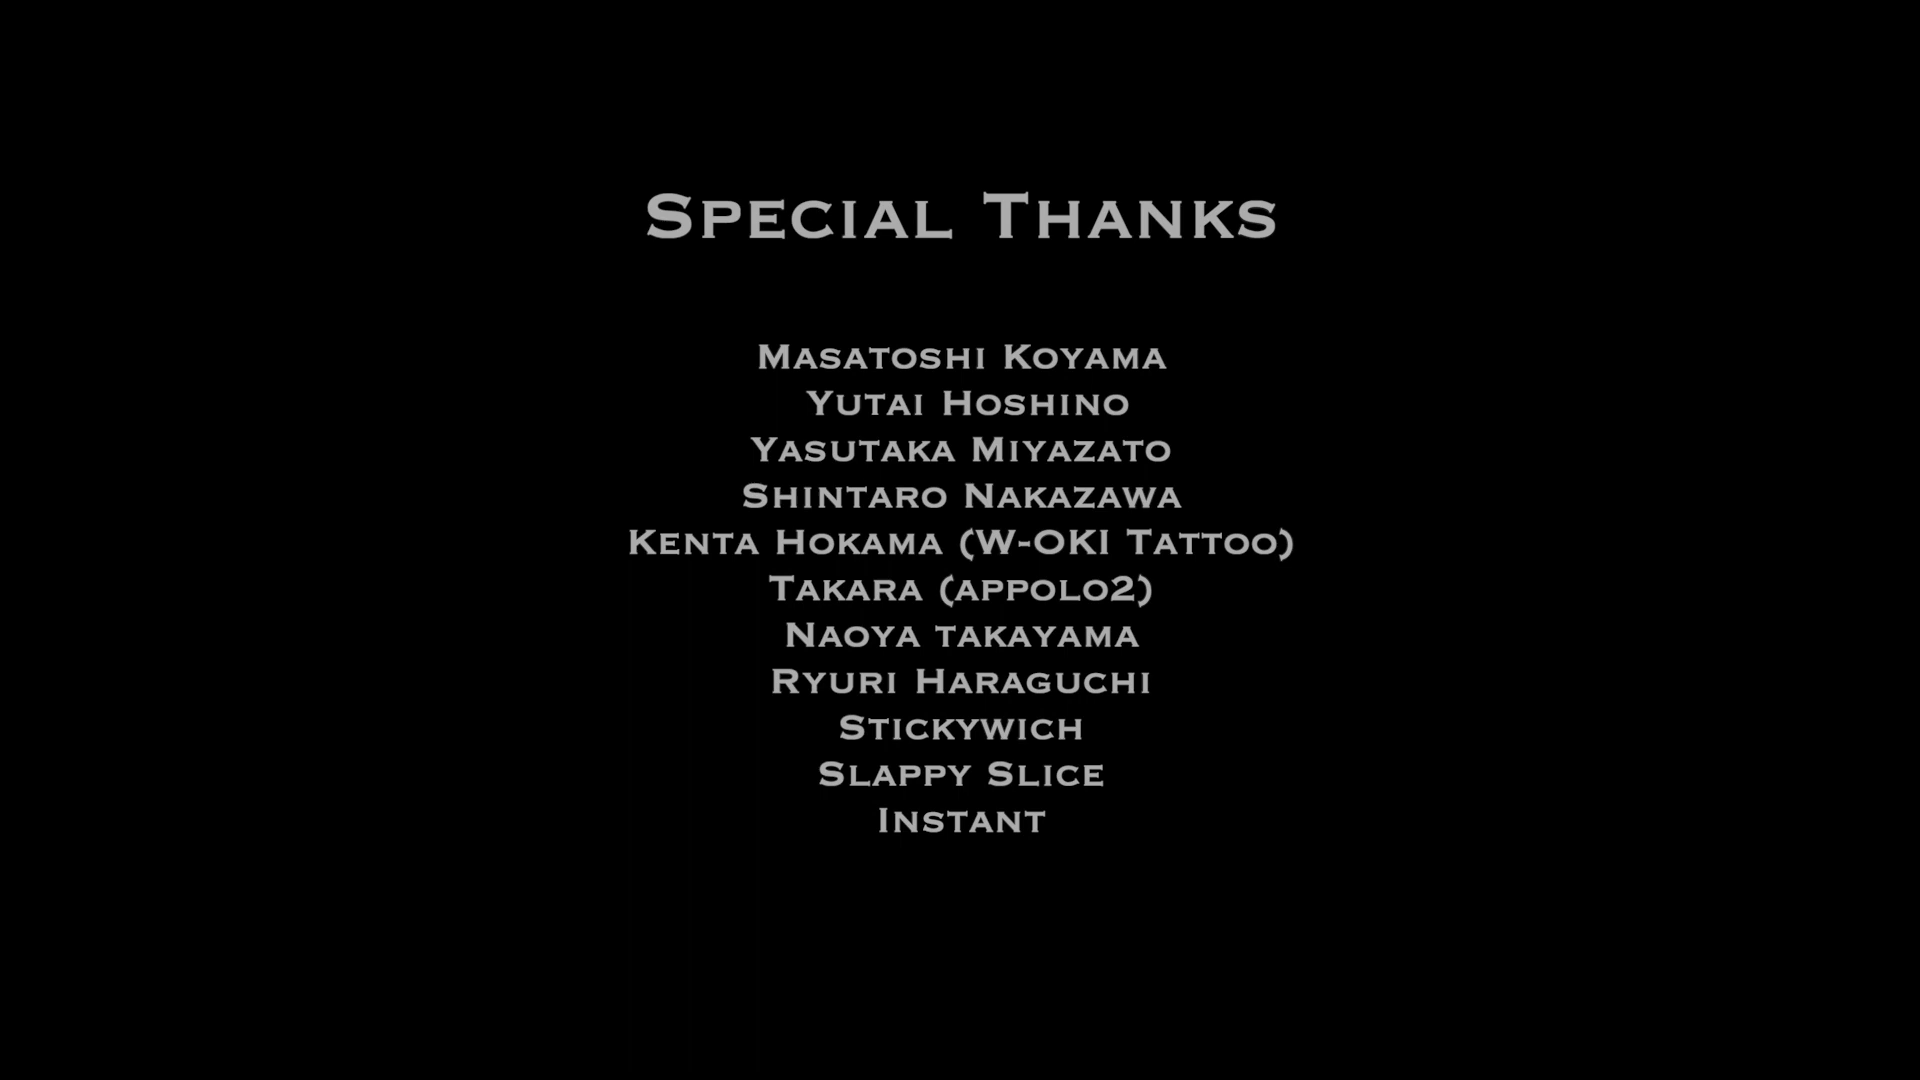 Special Thanks
Masatoshi Koyama
Yutai Hoshino
Yasutaka Miyazato
Shintaro Nakazawa
Kenta Hokama (W-OKI Tattoo)
Takara (appolo2)
Naoya takayama
Ryuri Haraguchi
Stickywich
Slappy Slice
Instant